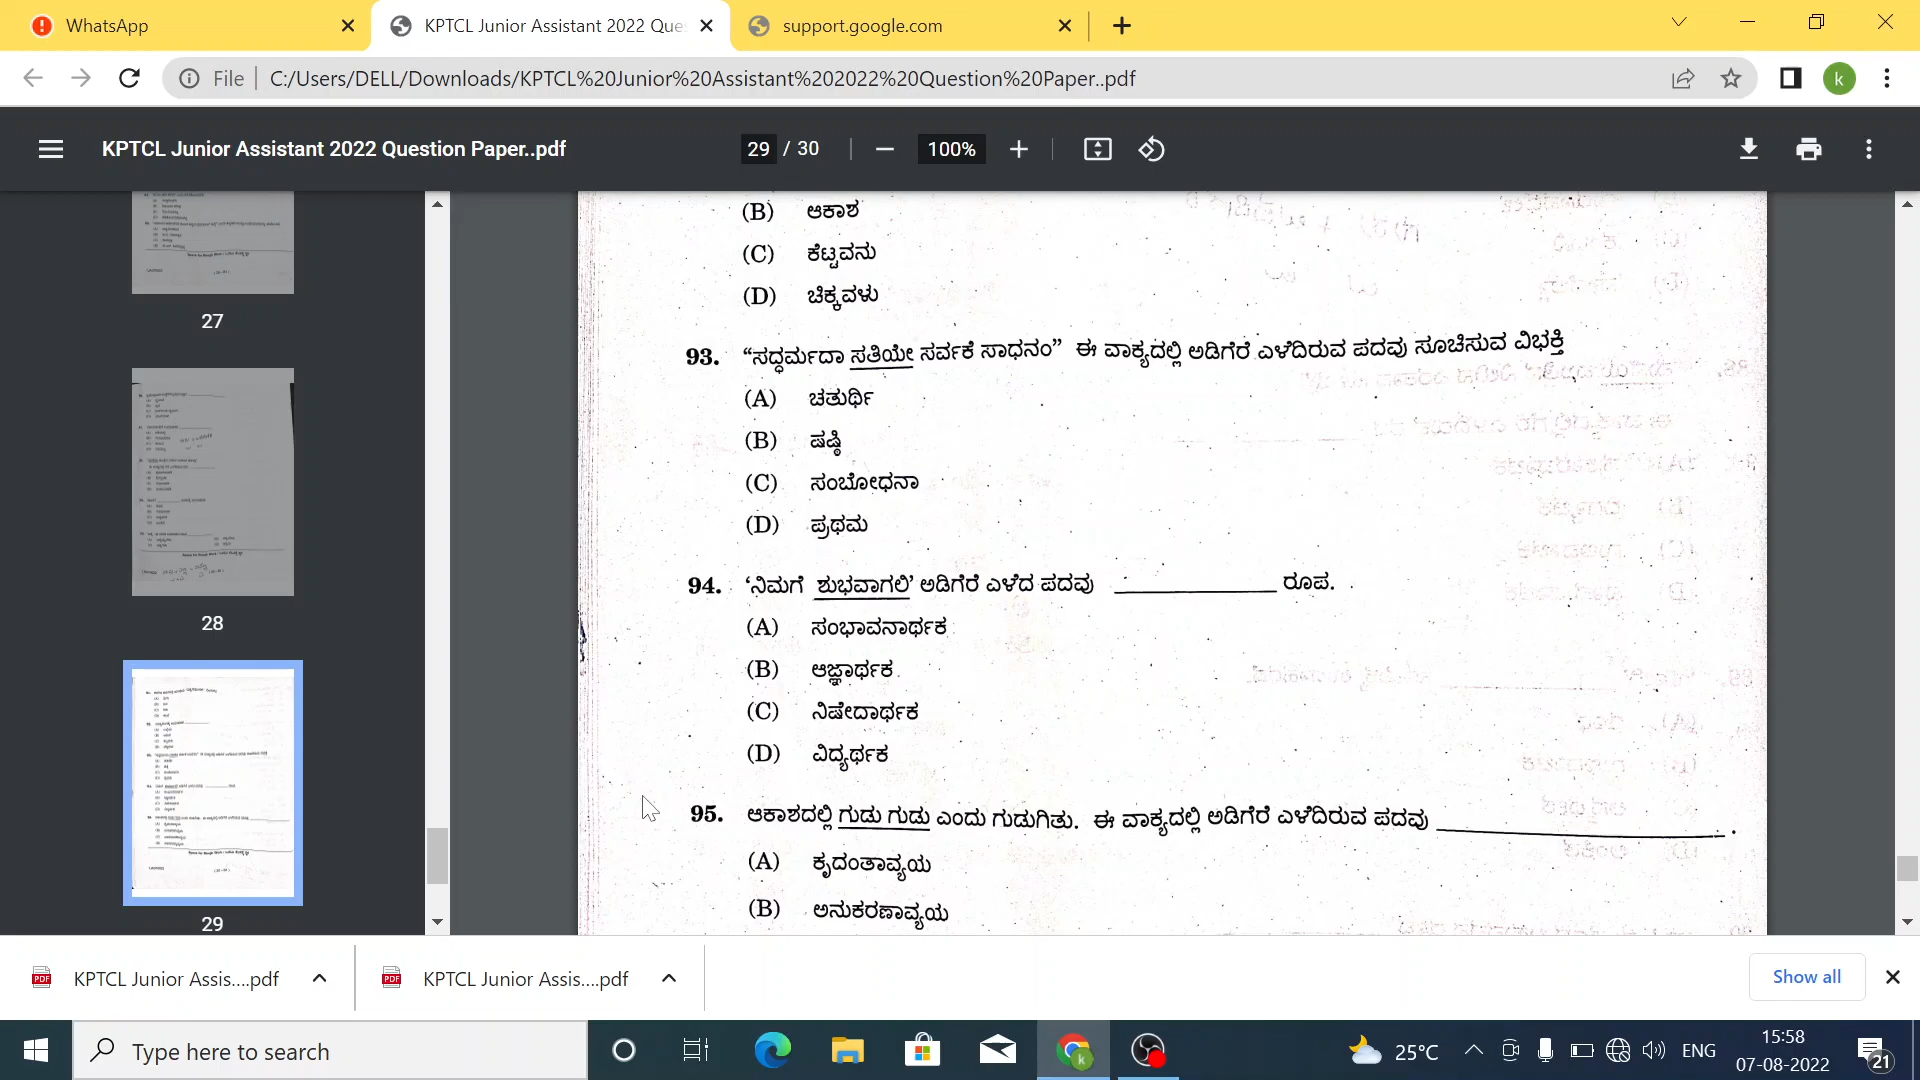 WhatsApp
KPTCL Junior Assistant 2022 Que
support.google.com
File
C:/Users/DELL/Downloads/KPTCL%20Junior%20Assistant%202022%20Question%20Paper..pdf
k
KPTCL Junior Assistant 2022 Question Paper..pdf
29 / 30
100%
27
28
29
(B) ಆಕಾಶ
(C) ಕೆಟ್ಟವನು
(D) ಚಿಕ್ಕವಳು
93. “ಸದ್ಧರ್ಮದಾ ಸತಿಯೇ ಸರ್ವಕೆ ಸಾಧನಂ” ಈ ವಾಕ್ಯದಲ್ಲಿ ಅಡಿಗೆರೆ ಎಳೆದಿರುವ ಪದವು ಸೂಚಿಸುವ ವಿಭಕ್ತಿ
(A) ಚತುರ್ಥಿ
(B) ಷಷ್ಠಿ
(C) ಸಂಬೋಧನಾ
(D) ಪ್ರಥಮ
94. ‘ನಿಮಗೆ ಶುಭವಾಗಲಿ’ ಅಡಿಗೆರೆ ಎಳೆದ ಪದವು ____________ ರೂಪ.
(A) ಸಂಭಾವನಾರ್ಥಕ
(B) ಆಜ್ಞಾರ್ಥಕ
(C) ನಿಷೇದಾರ್ಥಕ
(D) ವಿದ್ಯರ್ಥಕ
95. ಆಕಾಶದಲ್ಲಿ ಗುಡು ಗುಡು ಎಂದು ಗುಡುಗಿತು. ಈ ವಾಕ್ಯದಲ್ಲಿ ಅಡಿಗೆರೆ ಎಳೆದಿರುವ ಪದವು ____________.
(A) ಕೃದಂತಾವ್ಯಯ
(B) ಅನುಕರಣಾವ್ಯಯ
KPTCL Junior Assis....pdf
KPTCL Junior Assis....pdf
Show all
Type here to search
25°C
ENG
15:58
07-08-2022
21